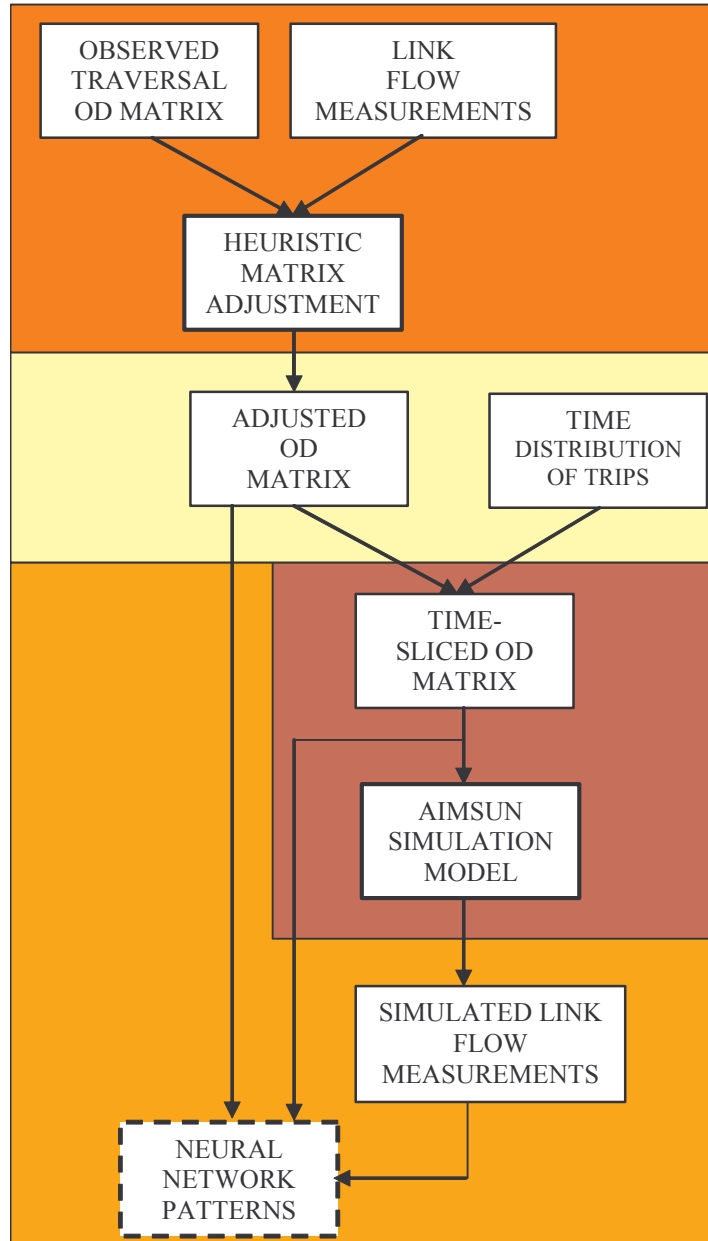 OBSERVED
TRAVERSAL
OD MATRIX
LINK
FLOW
MEASUREMENTS
HEURISTIC
MATRIX
ADJUSTMENT
ADJUSTED
OD
MATRIX
TIME
DISTRIBUTION
OF TRIPS
TIME-
SLICED OD
MATRIX
AIMSUN
SIMULATION
MODEL
SIMULATED LINK
FLOW
MEASUREMENTS
NEURAL
NETWORK
PATTERNS